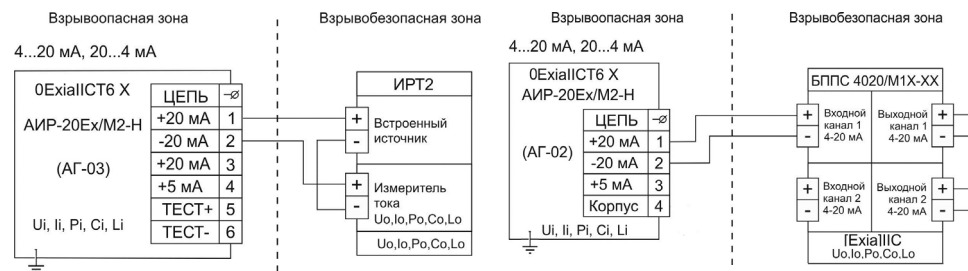 Взрывоопасная зона
Взрывобезопасная зона
4...20 мА, 20...4 мА
0ExiaIICT6 X
АИР-20Ex/М2-Н
(АГ-03)
Ui, Ii, Pi, Ci, Li
ЦЕПЬ
+20 мА 1
-20 мА 2
+20 мА 3
+5 мА 4
ТЕСТ+ 5
ТЕСТ- 6
ИРТ2
+ Встроенный
- источник
+ Измеритель
- тока
Uo,Io,Po,Co,Lo
Uo,Io,Po,Co,Lo
Взрывоопасная зона
Взрывобезопасная зона
4...20 мА, 20...4 мА
0ExiaIICT6 X
АИР-20Ex/М2-Н
(АГ-02)
ЦЕПЬ
+20 мА 1
-20 мА 2
+5 мА 3
Корпус 4
Ui, Ii, Pi, Ci, Li
БППС 4020/М1Х-ХХ
+
-
Входной
канал 1
4-20 мА
Выходной
канал 1
4-20 мА
+
-
+
-
Входной
канал 2
4-20 мА
Выходной
канал 2
4-20 мА
+
-
[Exia]IIC
Uo,Io,Po,Co,Lo